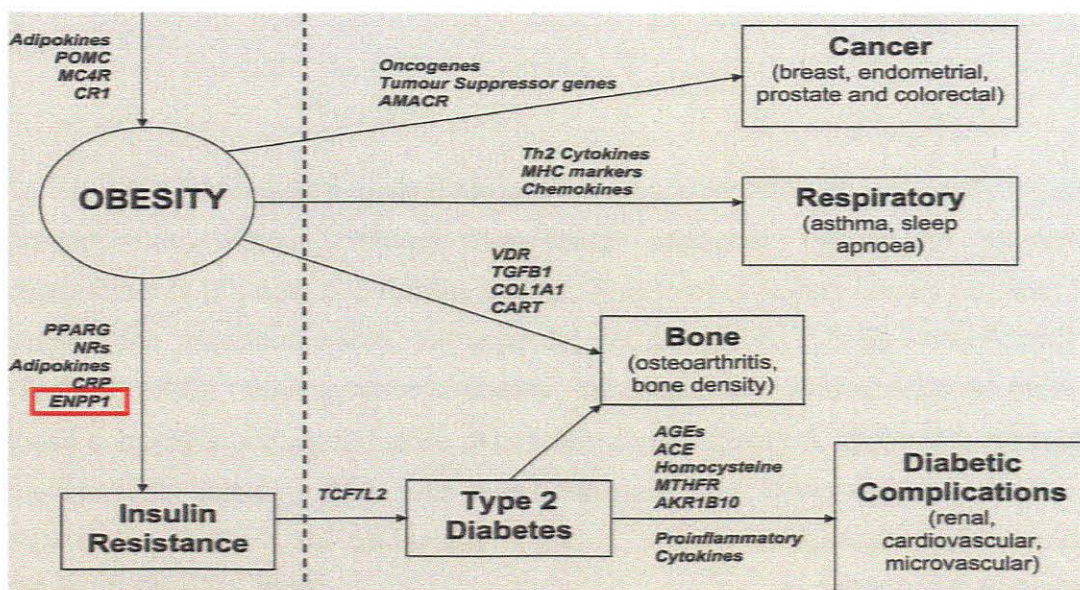 Adipokines
POMC
MC4R
CR1
OBESITY
Oncogenes
Tumour Suppressor genes
AMACR
Cancer
(breast, endometrial,
prostate and colorectal)
Th2 Cytokines
MHC markers
Chemokines
Respiratory
(asthma, sleep
apnoea)
VDR
TGFB1
COL1A1
CART
Bone
(osteoarthritis,
bone density)
PPARG
NRs
Adipokines
CRP
ENPP1
Insulin
Resistance
TCF7L2
Type 2
Diabetes
AGEs
ACE
Homocysteine
MTHFR
AKR1B10
Proinflammatory
Cytokines
Diabetic
Complications
(renal,
cardiovascular,
microvascular)